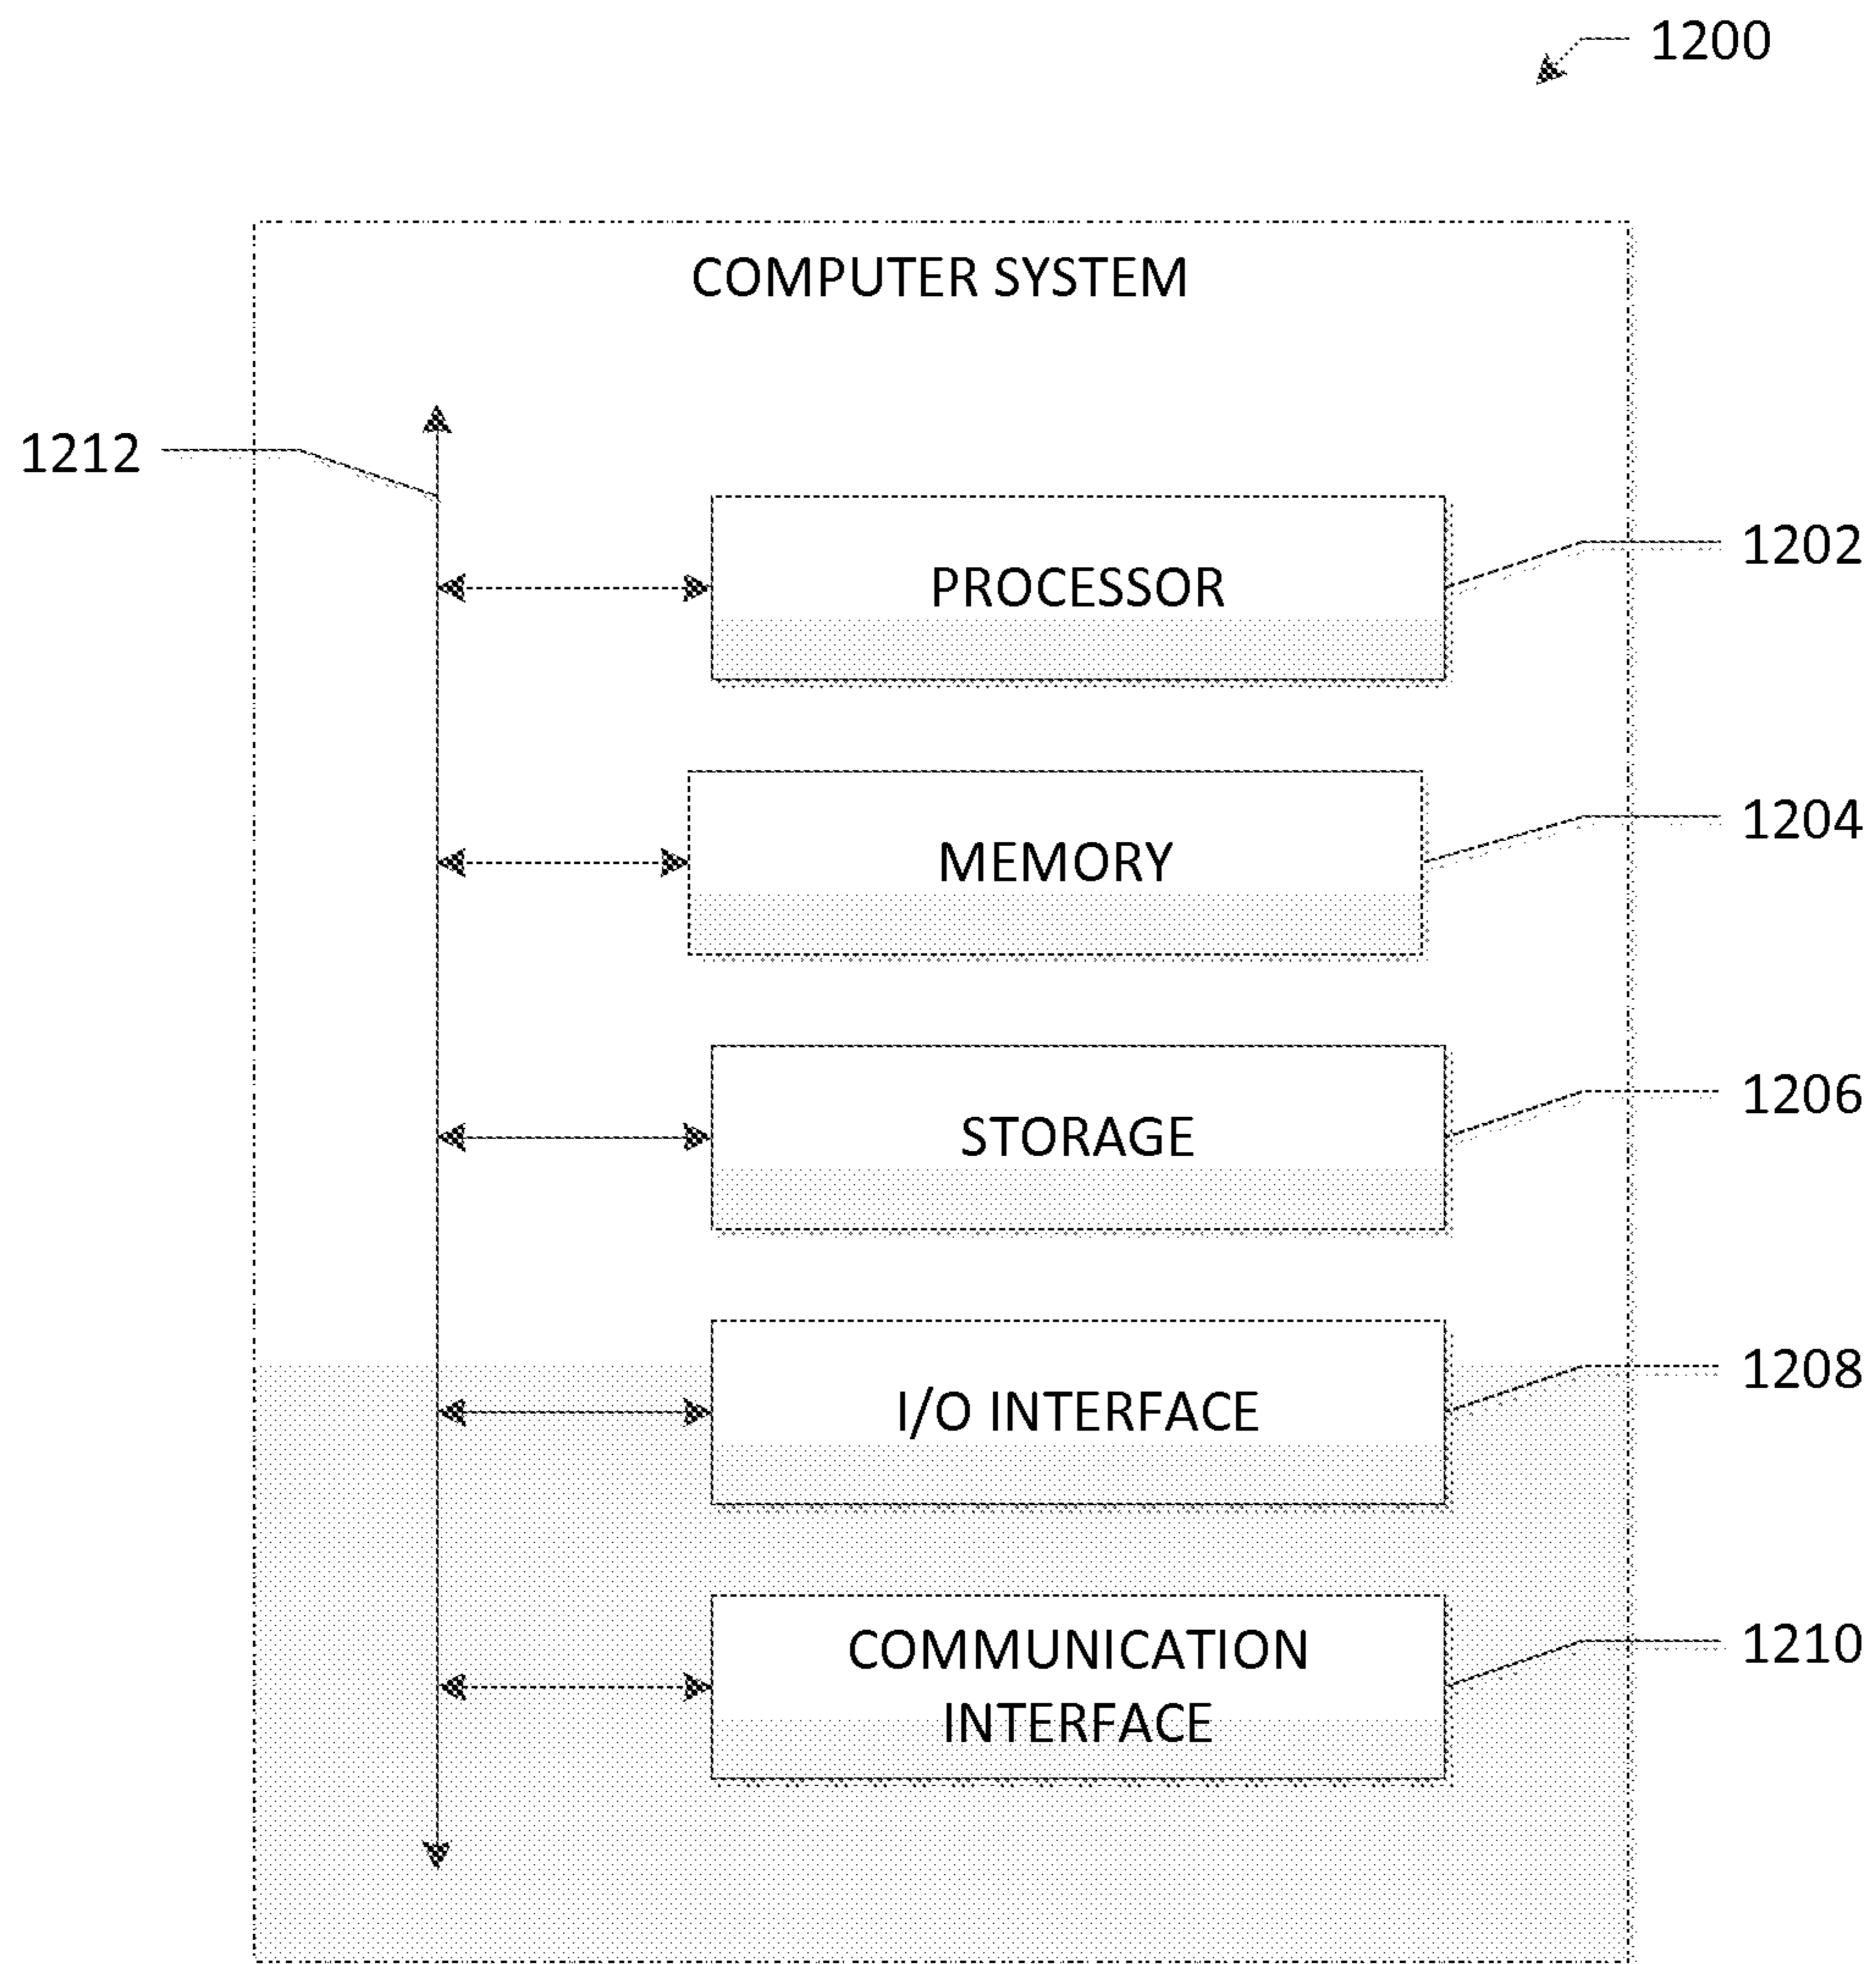 1200
COMPUTER SYSTEM
1212
PROCESSOR
1202
MEMORY
1204
STORAGE
1206
I/O INTERFACE
1208
COMMUNICATION
INTERFACE
1210